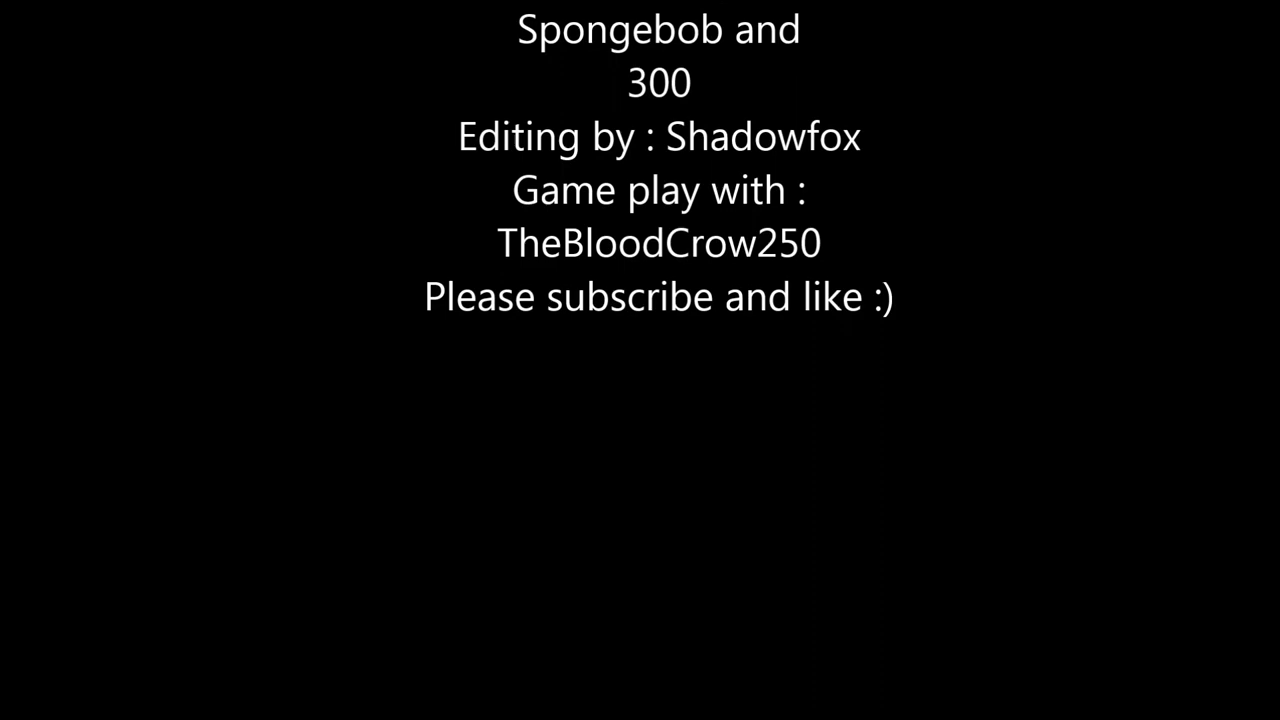 Spongebob and
300
Editing by : Shadowfox
Game play with :
TheBloodCrow250
Please subscribe and like :)